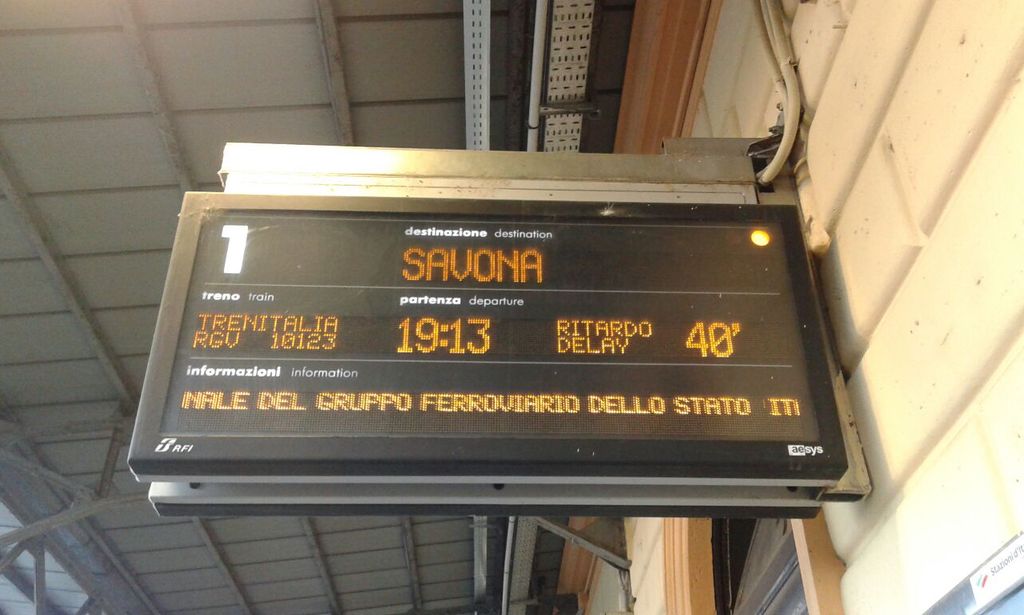 1
destinazione destination
SAVONA
treno train
partenza departure
TRENITALIA
RGV 10123
19:13
RITARDO
DELAY
40'
informazioni information
NALE DEL GRUPPO FERROVIARIO DELLO STATO
RFI
aesys
Stazioni d'It